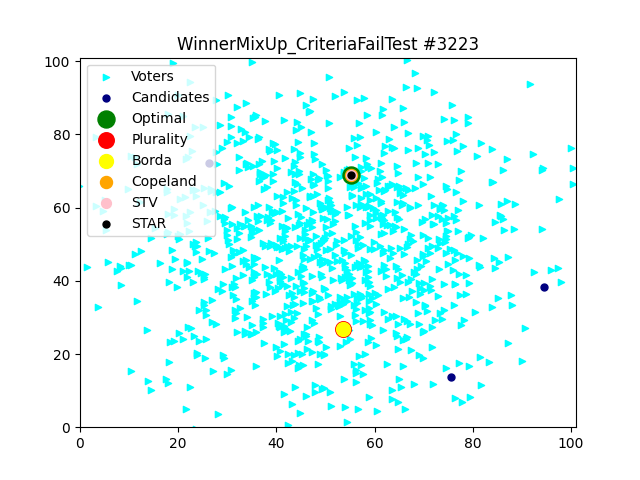 WinnerMixUp_CriteriaFailTest #3223
100
80
60
40
20
0
Voters
Candidates
Optimal
Plurality
Borda
Copeland
STV
STAR
0 20 40 60 80 100